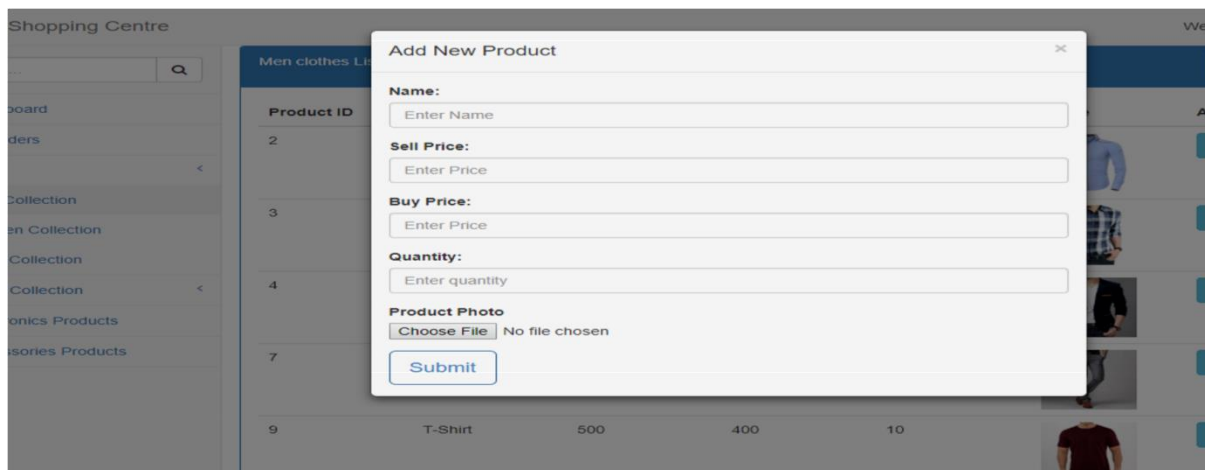 Shopping Centre
We
Add New Product
×
...
Men clothes Lis
Name:
Enter Name
board
Product ID
A
ders
2
Sell Price:
Enter Price
Collection
Buy Price:
3
Enter Price
en Collection
Collection
Quantity:
4
Enter quantity
Collection
Product Photo
onics Products
Choose File No file chosen
ssories Products
7
Submit
9 T-Shirt 500 400 10